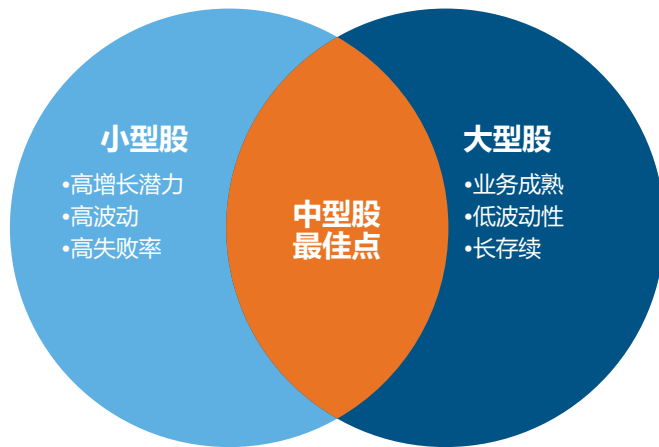 小型股
•高增长潜力
•高波动
•高失败率
中型股
最佳点
大型股
•业务成熟
•低波动性
•长存续